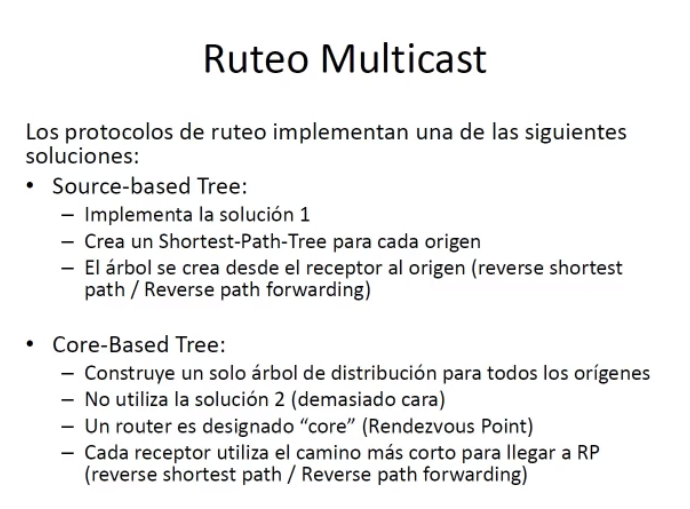 Ruteo Multicast
Los protocolos de ruteo implementan una de las siguientes
soluciones:
• Source-based Tree:
– Implementa la solución 1
– Crea un Shortest-Path-Tree para cada origen
– El árbol se crea desde el receptor al origen (reverse shortest
path / Reverse path forwarding)
• Core-Based Tree:
– Construye un solo árbol de distribución para todos los orígenes
– No utiliza la solución 2 (demasiado cara)
– Un router es designado “core” (Rendezvous Point)
– Cada receptor utiliza el camino más corto para llegar a RP
(reverse shortest path / Reverse path forwarding)